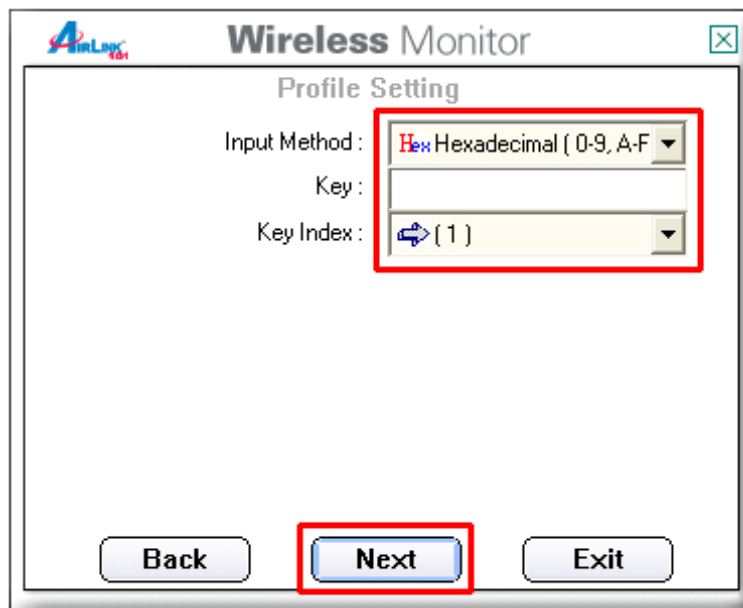 AirLink 101 Wireless Monitor
Profile Setting
Input Method : Hex Hexadecimal ( 0-9, A-F
Key :
Key Index : ( 1 )
Back Next Exit